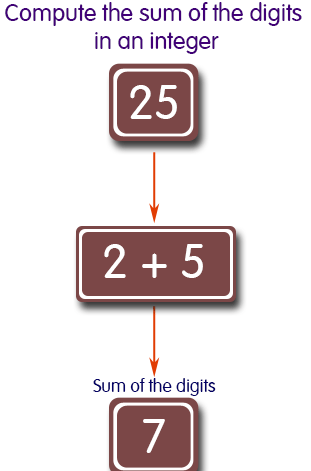 Compute the sum of the digits
in an integer
25
2 + 5
Sum of the digits
7